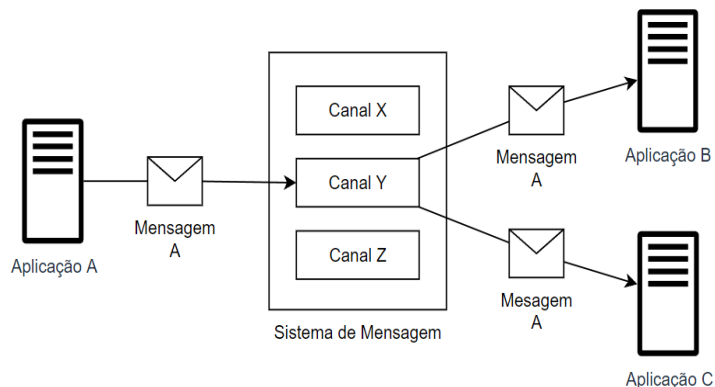 Canal X
Mensagem
A
Aplicação B
Canal Y
Mensagem
A
Aplicação A
Canal Z
Mesagem
A
Sistema de Mensagem
Aplicação C